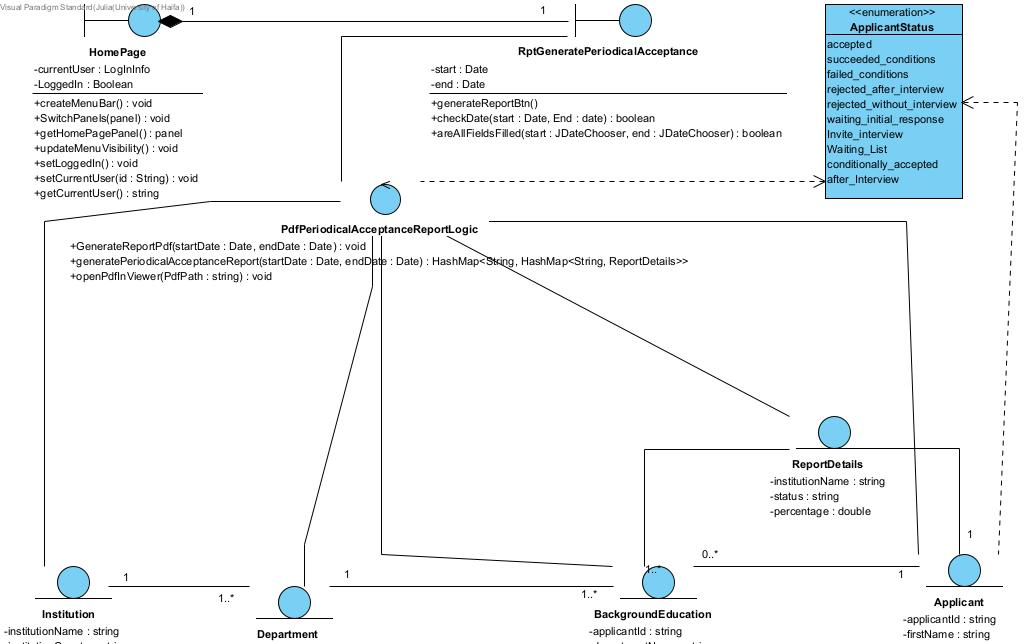 Visual Paradigm Standard(Julia(University of Haifa))
1
1
HomePage
-currentUser : LogInInfo
-LoggedIn : Boolean
+createMenuBar() : void
+SwitchPanels(panel) : void
+getHomePagePanel() : panel
+updateMenuVisibility() : void
+setLoggedIn() : void
+setCurrentUser(id : String) : void
+getCurrentUser() : string
RptGeneratePeriodicalAcceptance
-start : Date
-end : Date
+generateReportBtn()
+checkDate(start : Date, End : date) : boolean
+areAllFieldsFilled(start : JDateChooser, end : JDateChooser) : boolean
<<enumeration>>
ApplicantStatus
accepted
succeeded_conditions
failed_conditions
rejected_after_interview
rejected_without_interview
waiting_initial_response
Invite_interview
Waiting_List
conditionally_accepted
after_Interview
PdfPeriodicalAcceptanceReportLogic
+GenerateReportPdf(startDate : Date, endDate : Date) : void
+generatePeriodicalAcceptanceReport(startDate : Date, endDate : Date) : HashMap<String, HashMap<String, ReportDetails>>
+openPdfInViewer(PdfPath : string) : void
ReportDetails
-institutionName : string
-status : string
-percentage : double
1
0..*
1..*
1
1
1..*
1
1..*
Institution
-institutionName : string
Department
BackgroundEducation
-applicantId : string
Applicant
-applicantId : string
-firstName : string